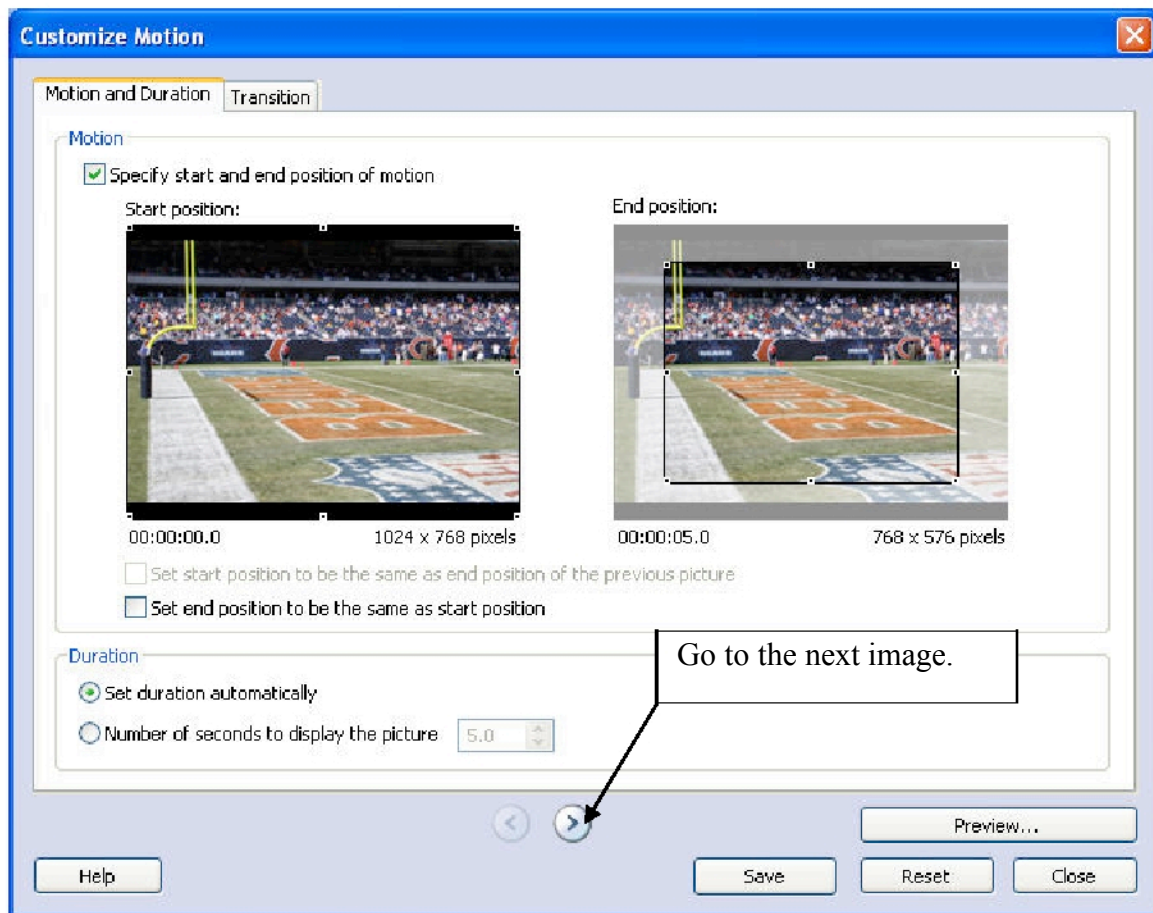 Customize Motion
Motion and Duration
Transition
Motion
Specify start and end position of motion
Start position:
End position:
BEARS
00:00:00.0
1024 x 768 pixels
00:00:05.0
768 x 576 pixels
Set start position to be the same as end position of the previous picture
Set end position to be the same as start position
Duration
Go to the next image.
Set duration automatically
Number of seconds to display the picture
5.0
Preview...
Help
Save
Reset
Close